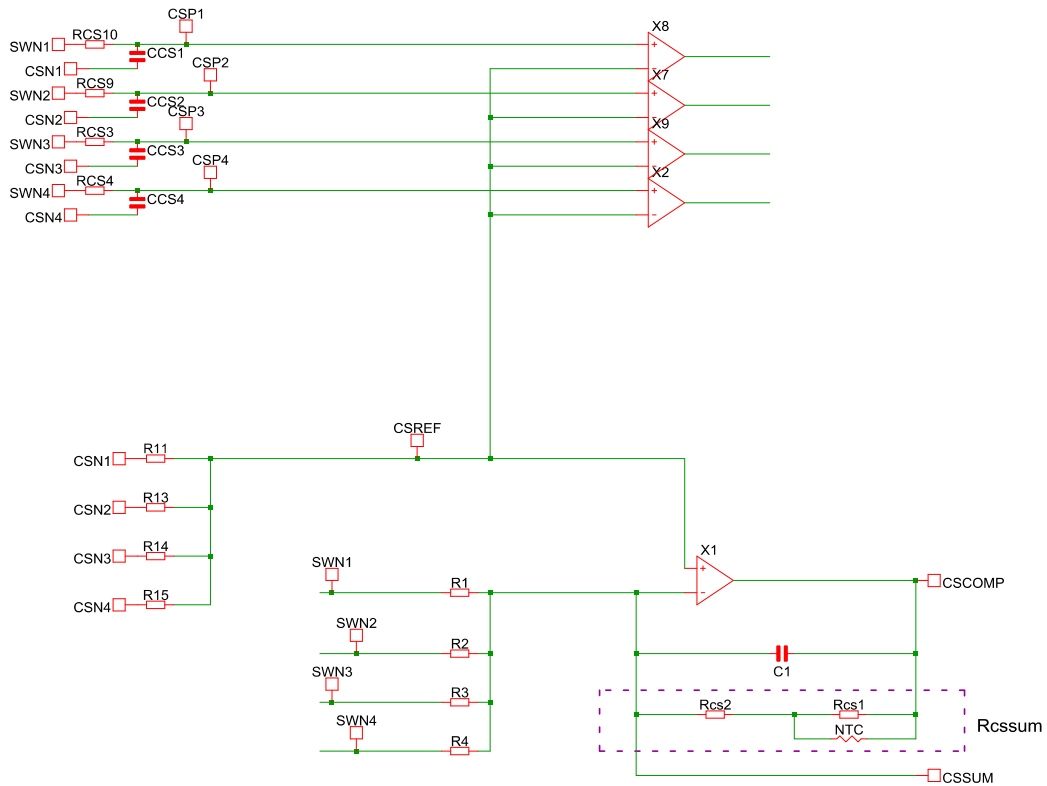 CSP1
X8
RCS10
SWN1
CCS1
CSN1
CSP2
X7
RCS9
SWN2
CCS2
CSP3
CSN2
X9
RCS3
SWN3
CCS3
CSN3
CSP4
X2
RCS4
SWN4
CCS4
CSN4
CSREF
R11
CSN1
R13
CSN2
R14
CSN3
R15
CSN4
X1
SWN1
R1
CSCOMP
SWN2
R2
C1
SWN3
R3
Rcs2
Rcs1
NTC
Rcssum
SWN4
R4
CSSUM